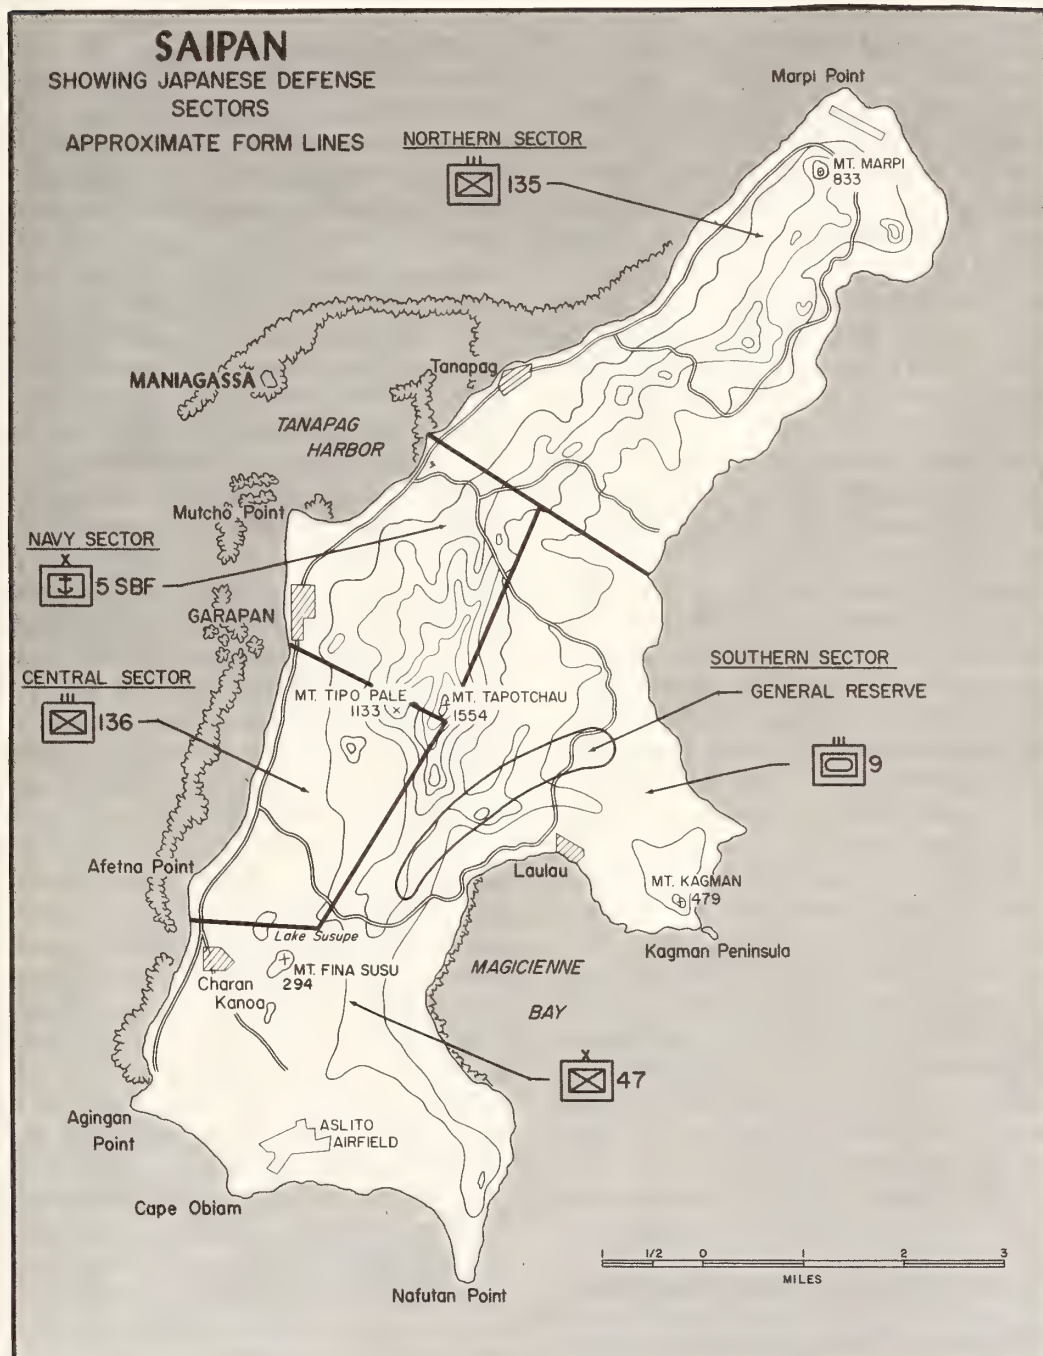 SAIPAN
SHOWING JAPANESE DEFENSE
SECTORS
APPROXIMATE FORM LINES
Marpi Point
NORTHERN SECTOR
135
MT. MARPI
833
Tanapag
MANIAGASSA
TANAPAG
HARBOR
Mutcho Point
NAVY SECTOR
X
5 SBF
GARAPAN
CENTRAL SECTOR
136
MT. TIPO PALE
1133 x
MT. TAPOTCHAU
1554
SOUTHERN SECTOR
GENERAL RESERVE
9
Afetna Point
Laulau
MT. KAGMAN
479
Kagman Peninsula
Lake Susupe
MT. FINA SUSU
294
Charan
Kanoa
MAGICIENNE
BAY
X
47
Agingan
Point
ASLITO
AIRFIELD
Cape Obiam
Nafutan Point
1 1/2 0 1 2 3
MILES